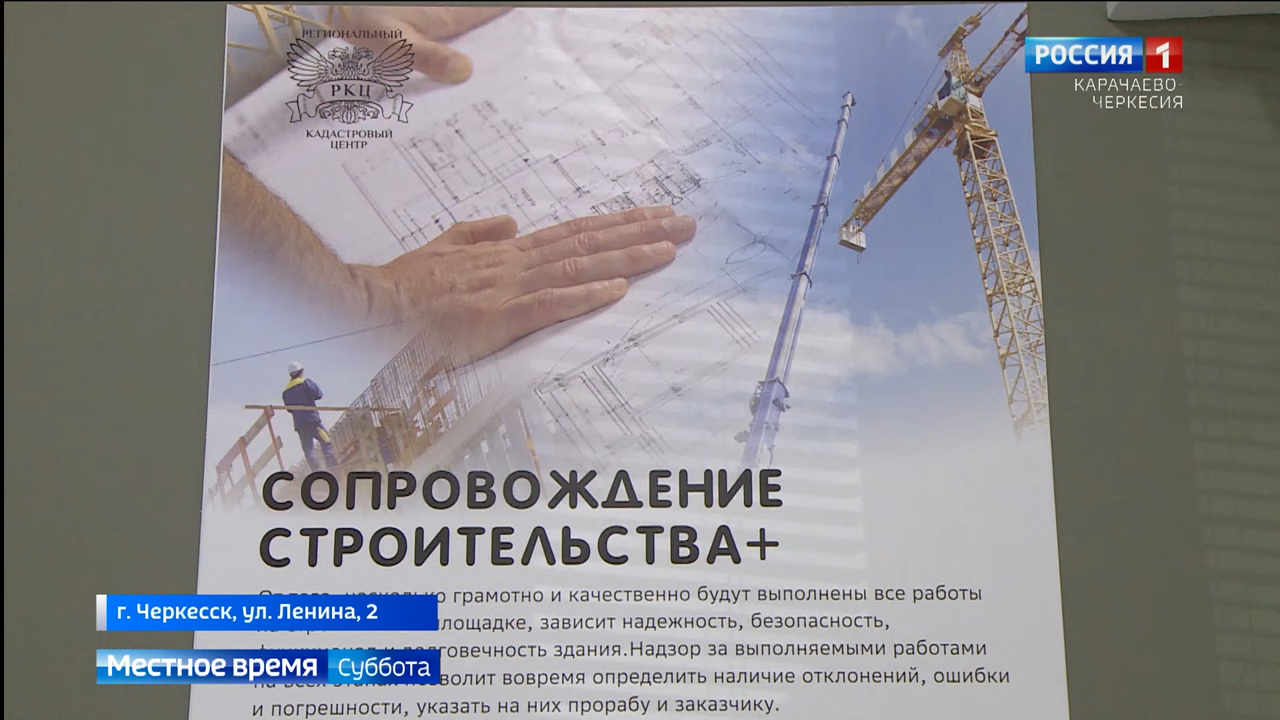 РЕГИОНАЛЬНЫЙ
РКЦ
КАДАСТРОВЫЙ
ЦЕНТР
РОССИЯ 1
КАРАЧАЕВО-
ЧЕРКЕСИЯ
СОПРОВОЖДЕНИЕ
СТРОИТЕЛЬСТВА+
грамотно и качественно будут выполнены все работы
зависит надежность, безопасность,
долговечность здания.Надзор за выполняемыми работами
вовремя определить наличие отклонений, ошибки
и погрешности, указать на них прорабу и заказчику.
г. Черкесск, ул. Ленина, 2
Местное время Суббота